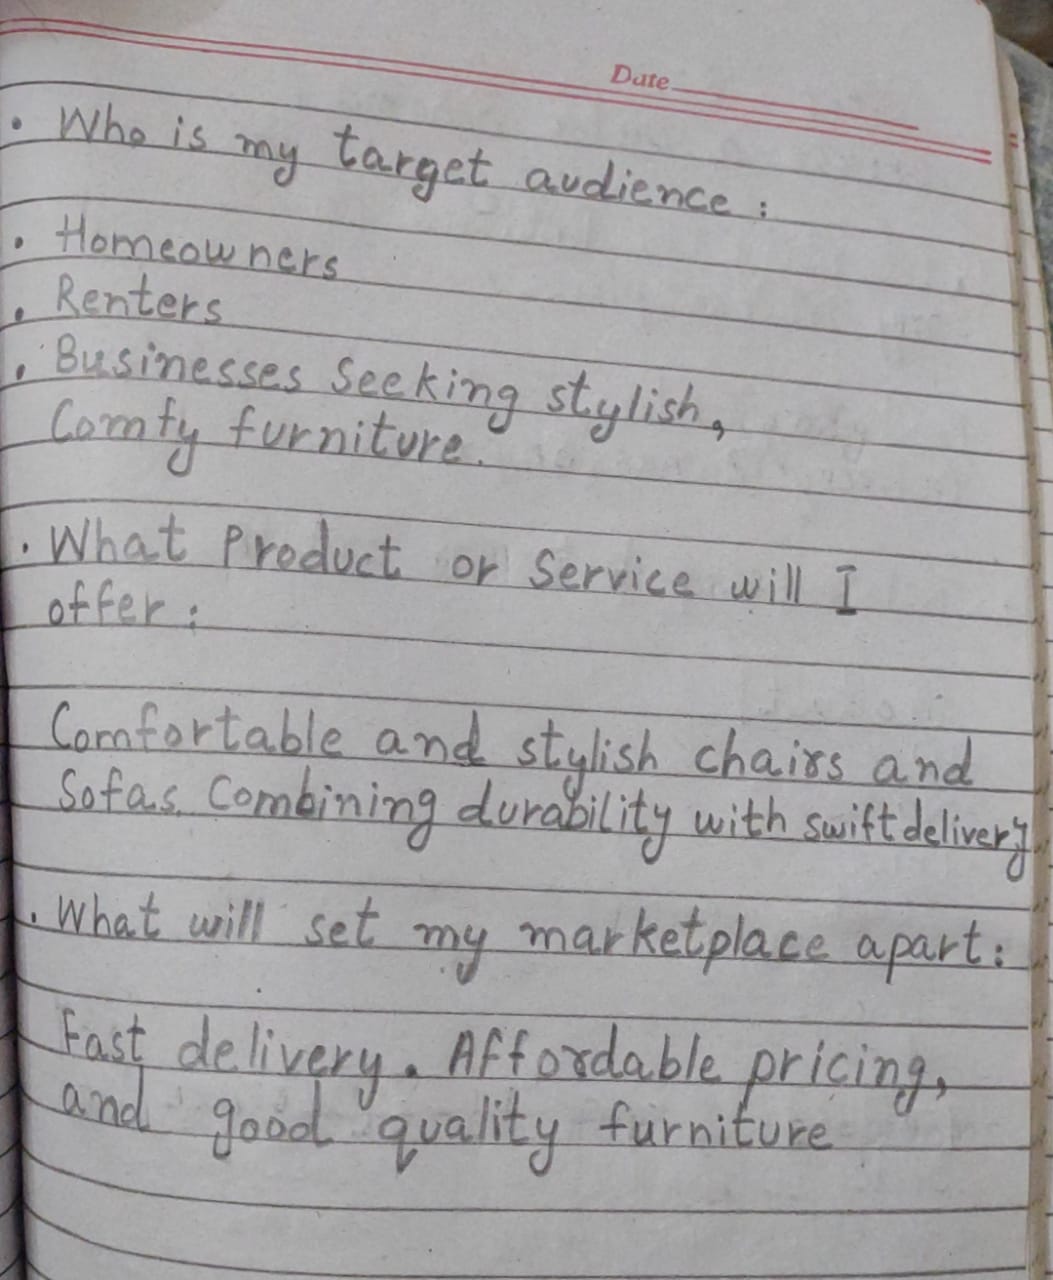 Date
• Who is my target audience :
• Homeowners
• Renters
• Businesses Seeking stylish,
Comfy furniture.
• What Product or Service will I
offer :
Comfortable and stylish chairs and
Sofas. Combining durability with swift delivery
• What will set my marketplace apart :
Fast delivery. Affordable pricing,
and good quality furniture